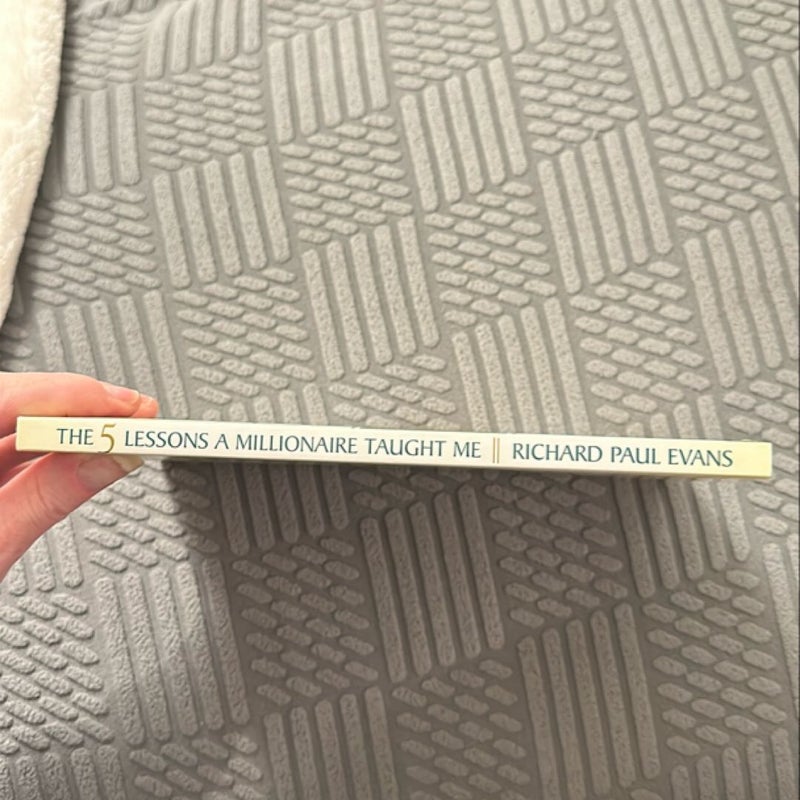 THE 5 LESSONS A MILLIONAIRE TAUGHT ME || RICHARD PAUL EVANS